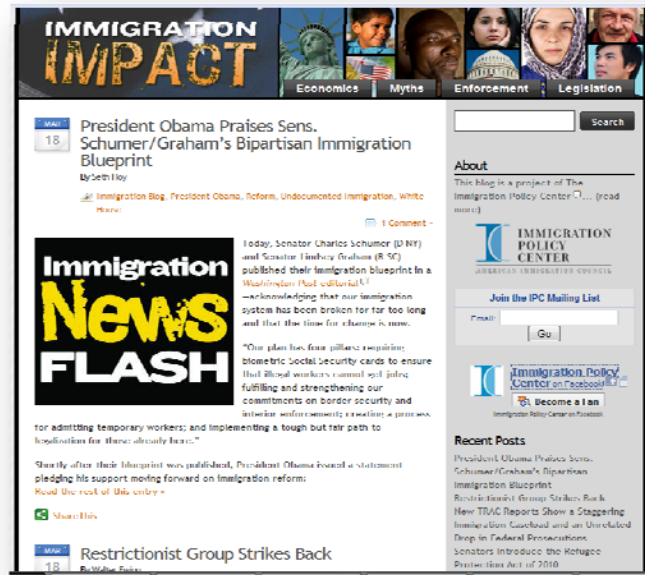 IMMIGRATION
IMPACT
Economics
Myths
Enforcement
Legislation
MAR
18
President Obama Praises Sens.
Schumer/Graham's Bipartisan Immigration
Blueprint
By Seth Hoy
Immigration Blog, President Obama, Reform, Undocumented Immigration, White
House
1 Comment »
Immigration
NEWS
FLASH
Today, Senator Charles Schumer (D-NY)
and Senator Lindsey Graham (R-SC)
published their immigration blueprint in a
Washington Post editorial
—acknowledging that our immigration
system has been broken for far too long
and that the time for change is now.
"Our plan has four pillars: requiring
biometric Social Security cards to ensure
that illegal workers cannot get jobs;
fulfilling and strengthening our
commitments on border security and
interior enforcement; creating a process
for admitting temporary workers; and implementing a tough but fair path to
legalization for those already here."
Shortly after their blueprint was published, President Obama issued a statement
pledging his support moving forward on immigration reform:
Read the rest of this entry »
Share this
MAR
18
Restrictionist Group Strikes Back
By Walter Ewing
Search
About
This blog is a project of The
Immigration Policy Center ... (read
more)
IMMIGRATION
POLICY
CENTER
AMERICAN IMMIGRATION COUNCIL
Join the IPC Mailing List
Email:
Go
Immigration Policy
Center on Facebook
Become a Fan
Immigration Policy Center on Facebook
Recent Posts
President Obama Praises Sens.
Schumer/Graham's Bipartisan
Immigration Blueprint
Restrictionist Group Strikes Back
New TRAC Reports Show a Staggering
Immigration Caseload and an Unrelated
Drop in Federal Prosecutions
Senators Introduce the Refugee
Protection Act of 2010